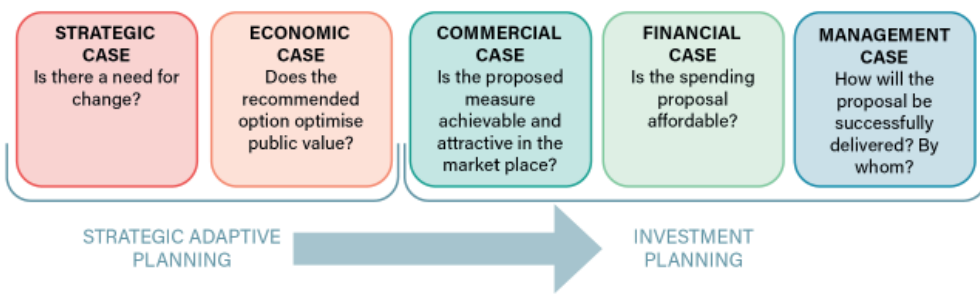 STRATEGIC
CASE
Is there a need for
change?
ECONOMIC
CASE
Does the
recommended
option optimise
public value?
COMMERCIAL
CASE
Is the proposed
measure
achievable and
attractive in the
market place?
FINANCIAL
CASE
Is the spending
proposal
affordable?
MANAGEMENT
CASE
How will the
proposal be
successfully
delivered? By
whom?
STRATEGIC ADAPTIVE
PLANNING
INVESTMENT
PLANNING